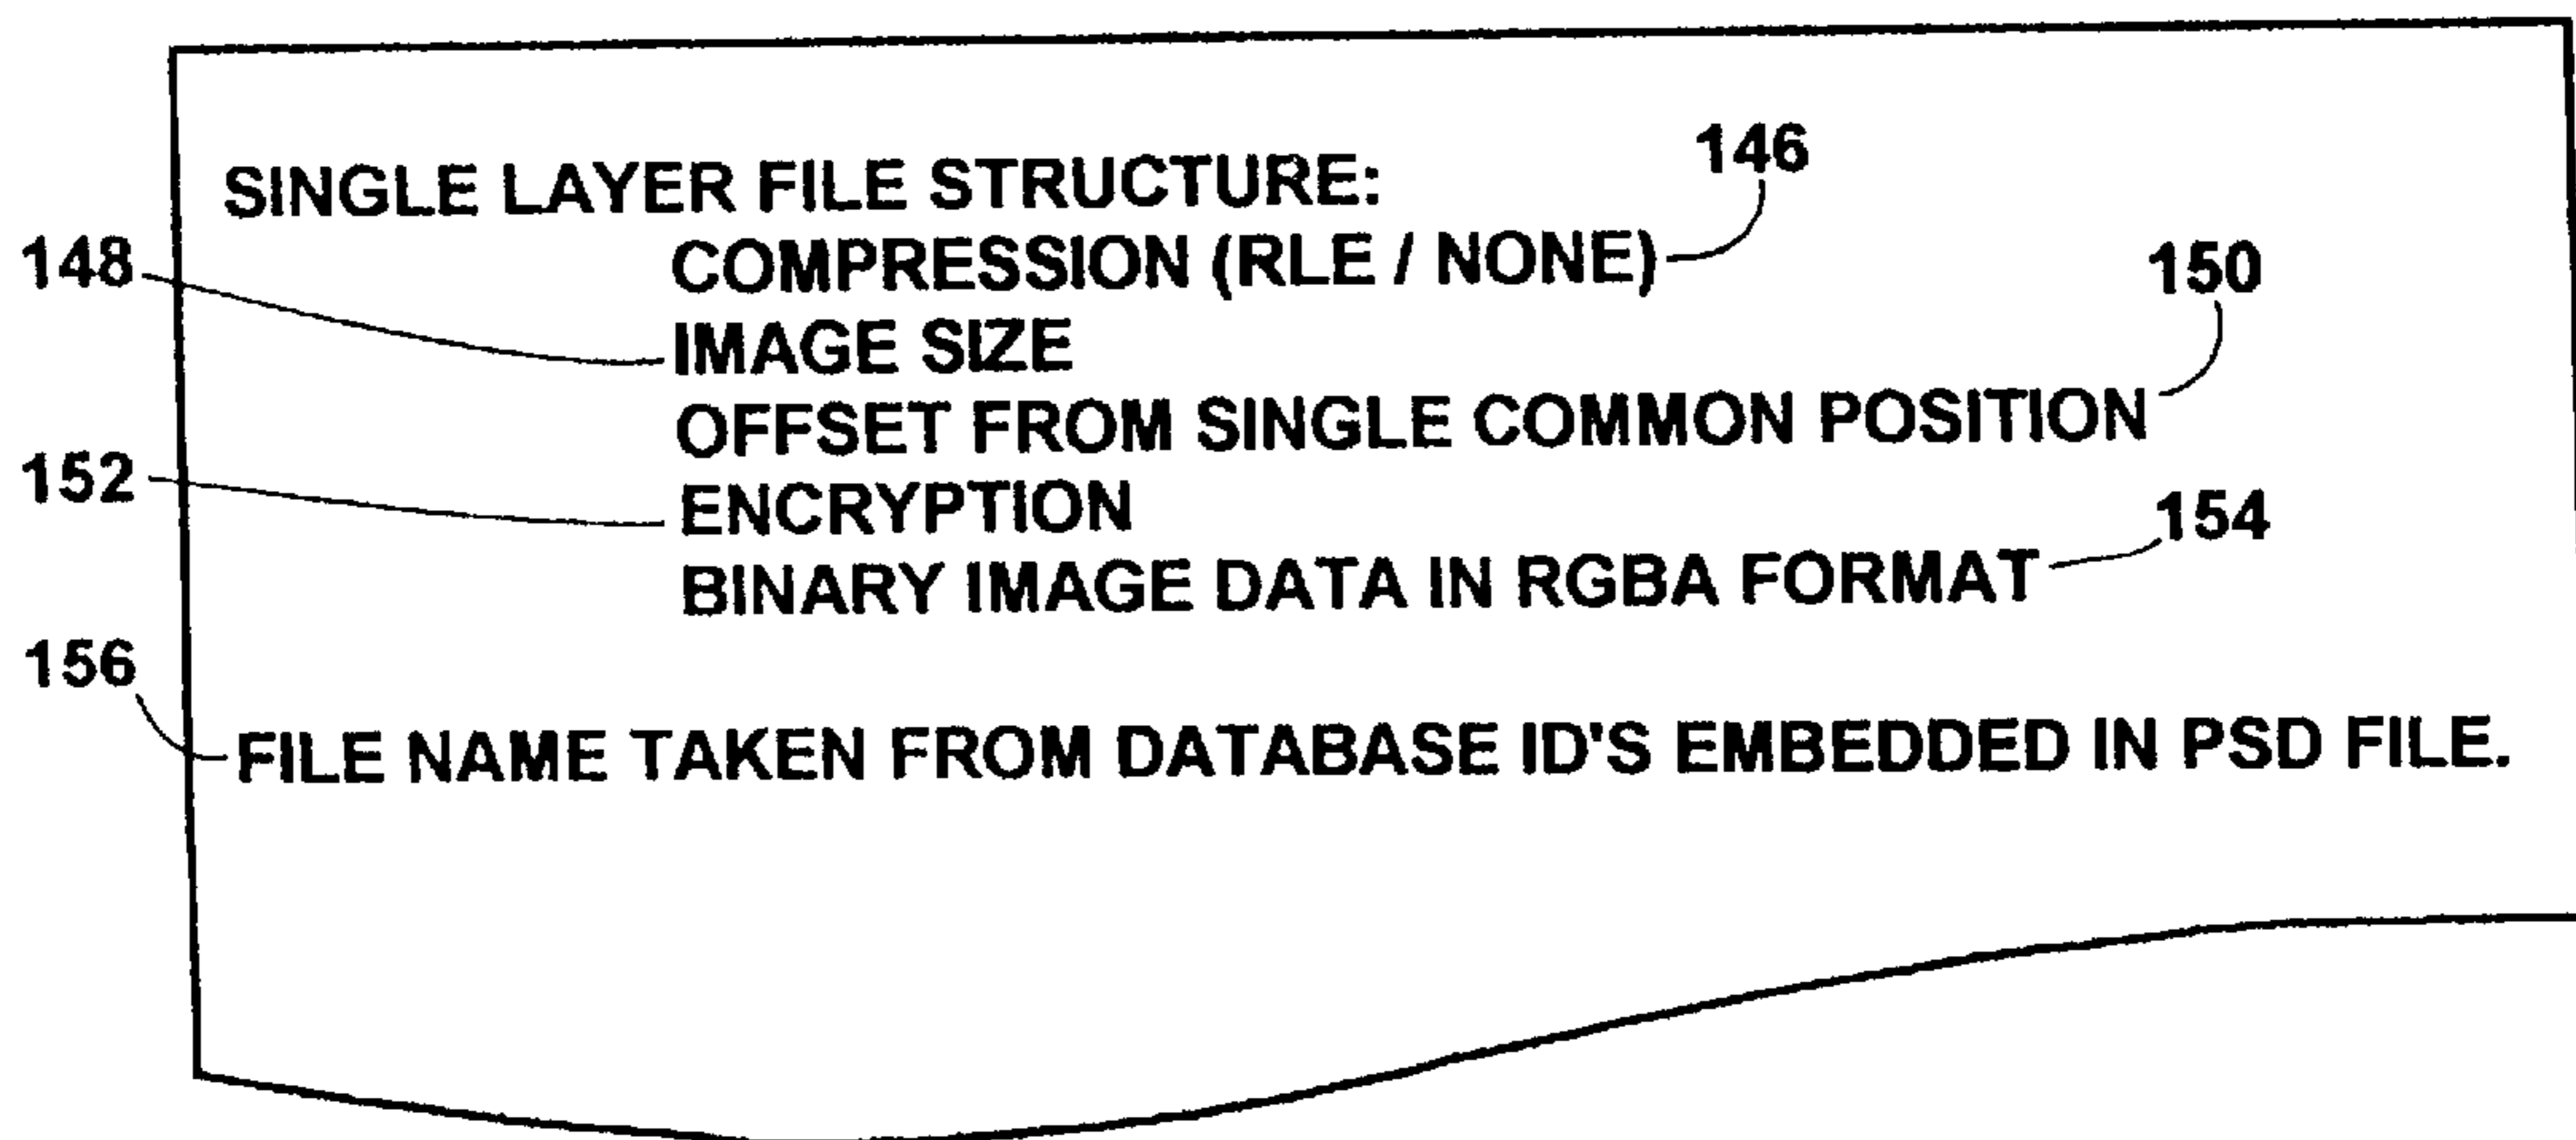 146
SINGLE LAYER FILE STRUCTURE:
148
COMPRESSION (RLE / NONE)
150
IMAGE SIZE
OFFSET FROM SINGLE COMMON POSITION
152
ENCRYPTION
154
BINARY IMAGE DATA IN RGBA FORMAT
156
FILE NAME TAKEN FROM DATABASE ID'S EMBEDDED IN PSD FILE.